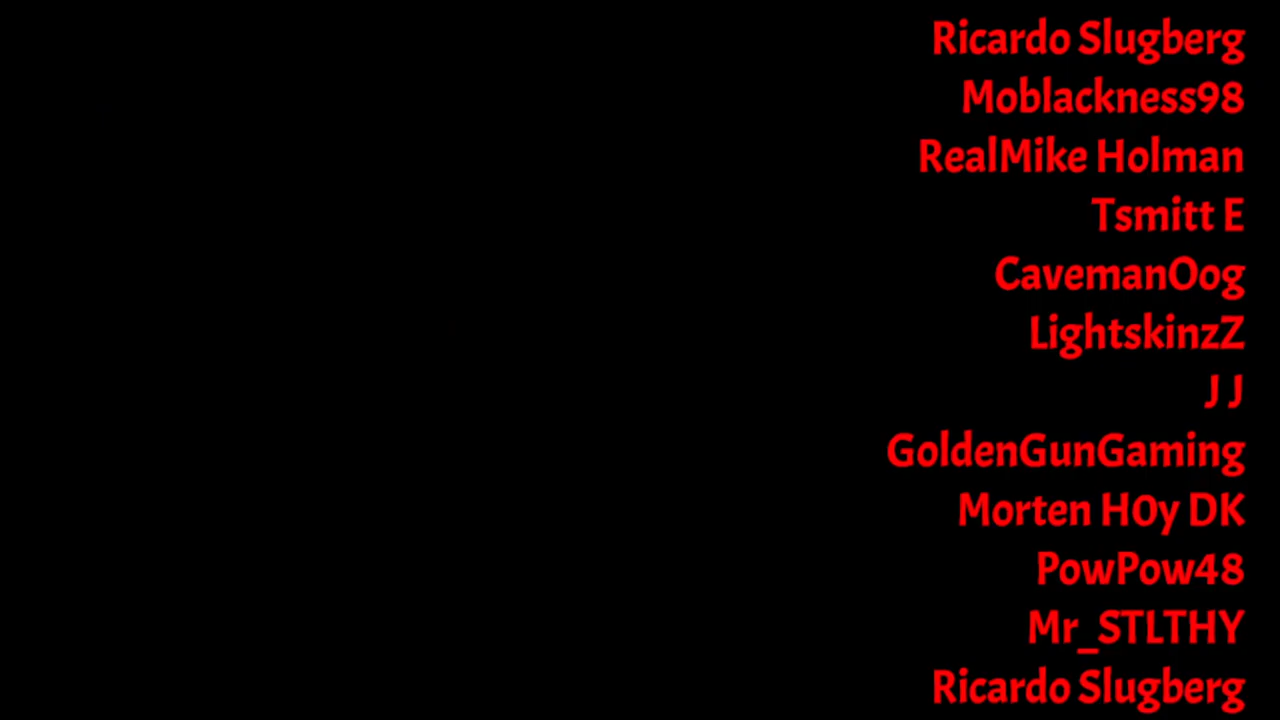 Ricardo Slugberg
Moblackness98
RealMike Holman
Tsmitt E
CavemanOog
LightskinzZ
J J
GoldenGunGaming
Morten H0y DK
PowPow48
Mr_STLTHY
Ricardo Slugberg